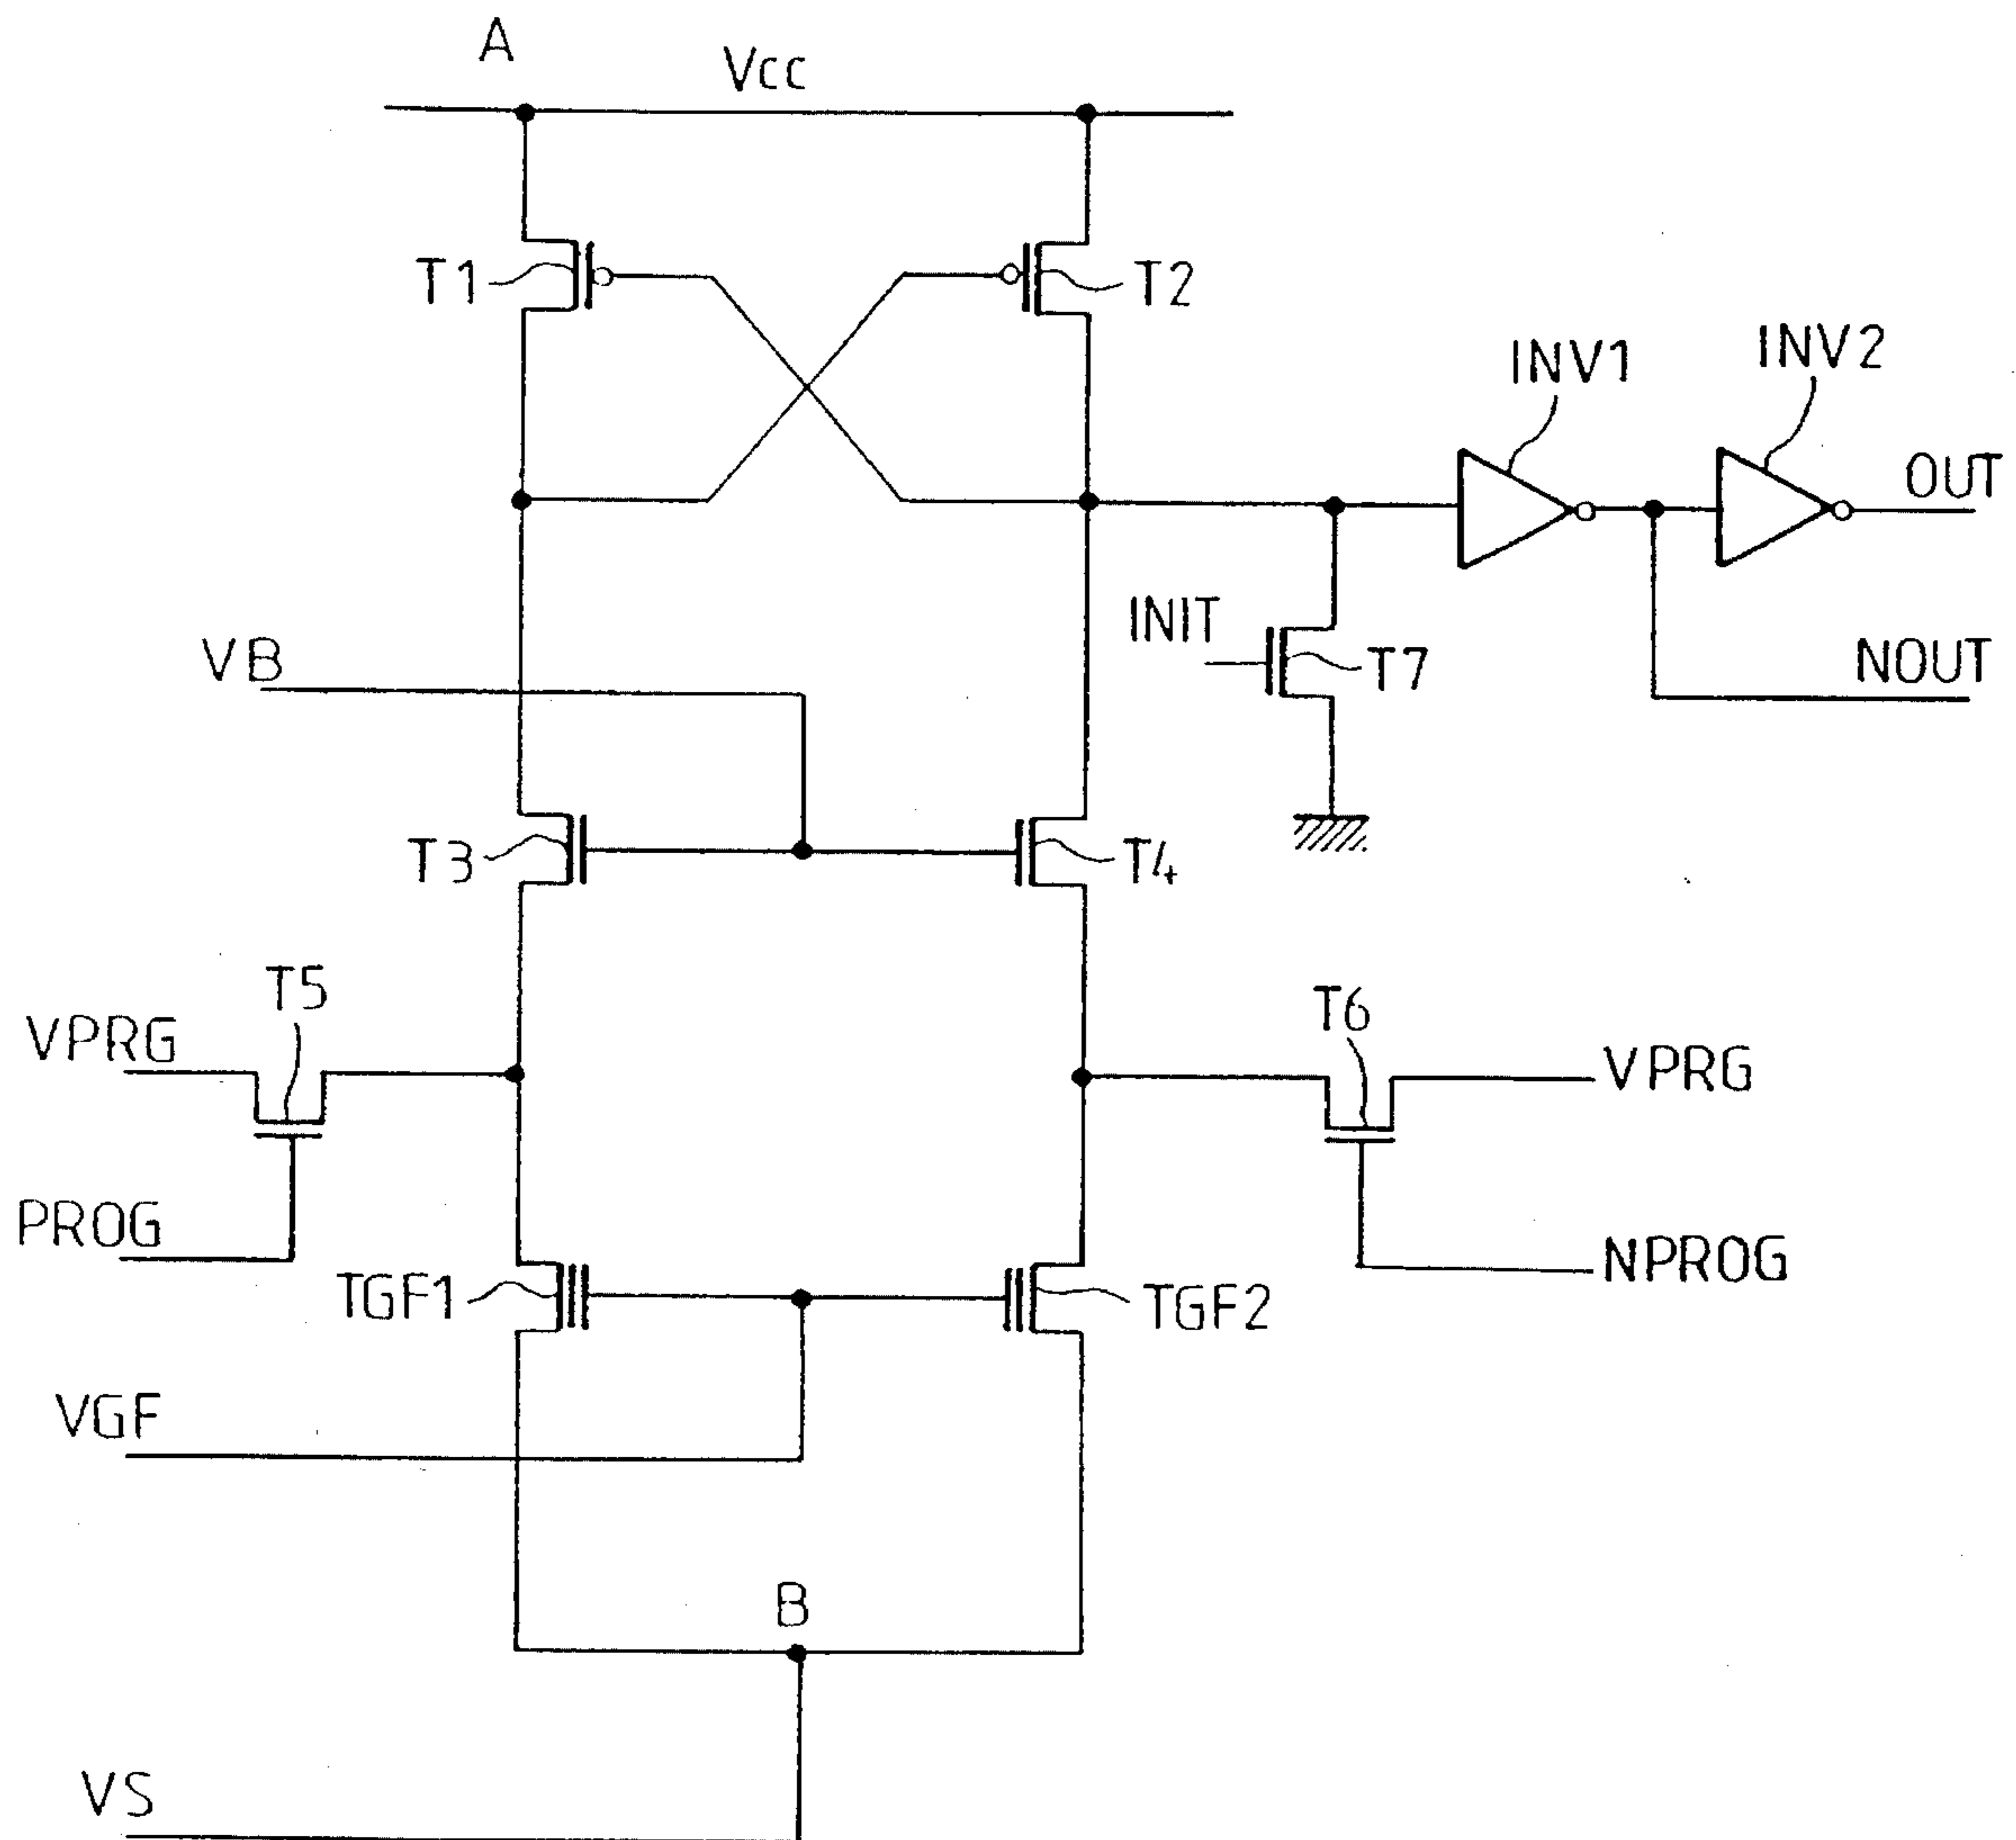 A
Vcc
T1
T2
INV1
INV2
OUT
INIT
T7
NOUT
VB
T3
T4
T5
VPRG
T6
VPRG
PROG
NPROG
TGF1
TGF2
VGF
B
VS